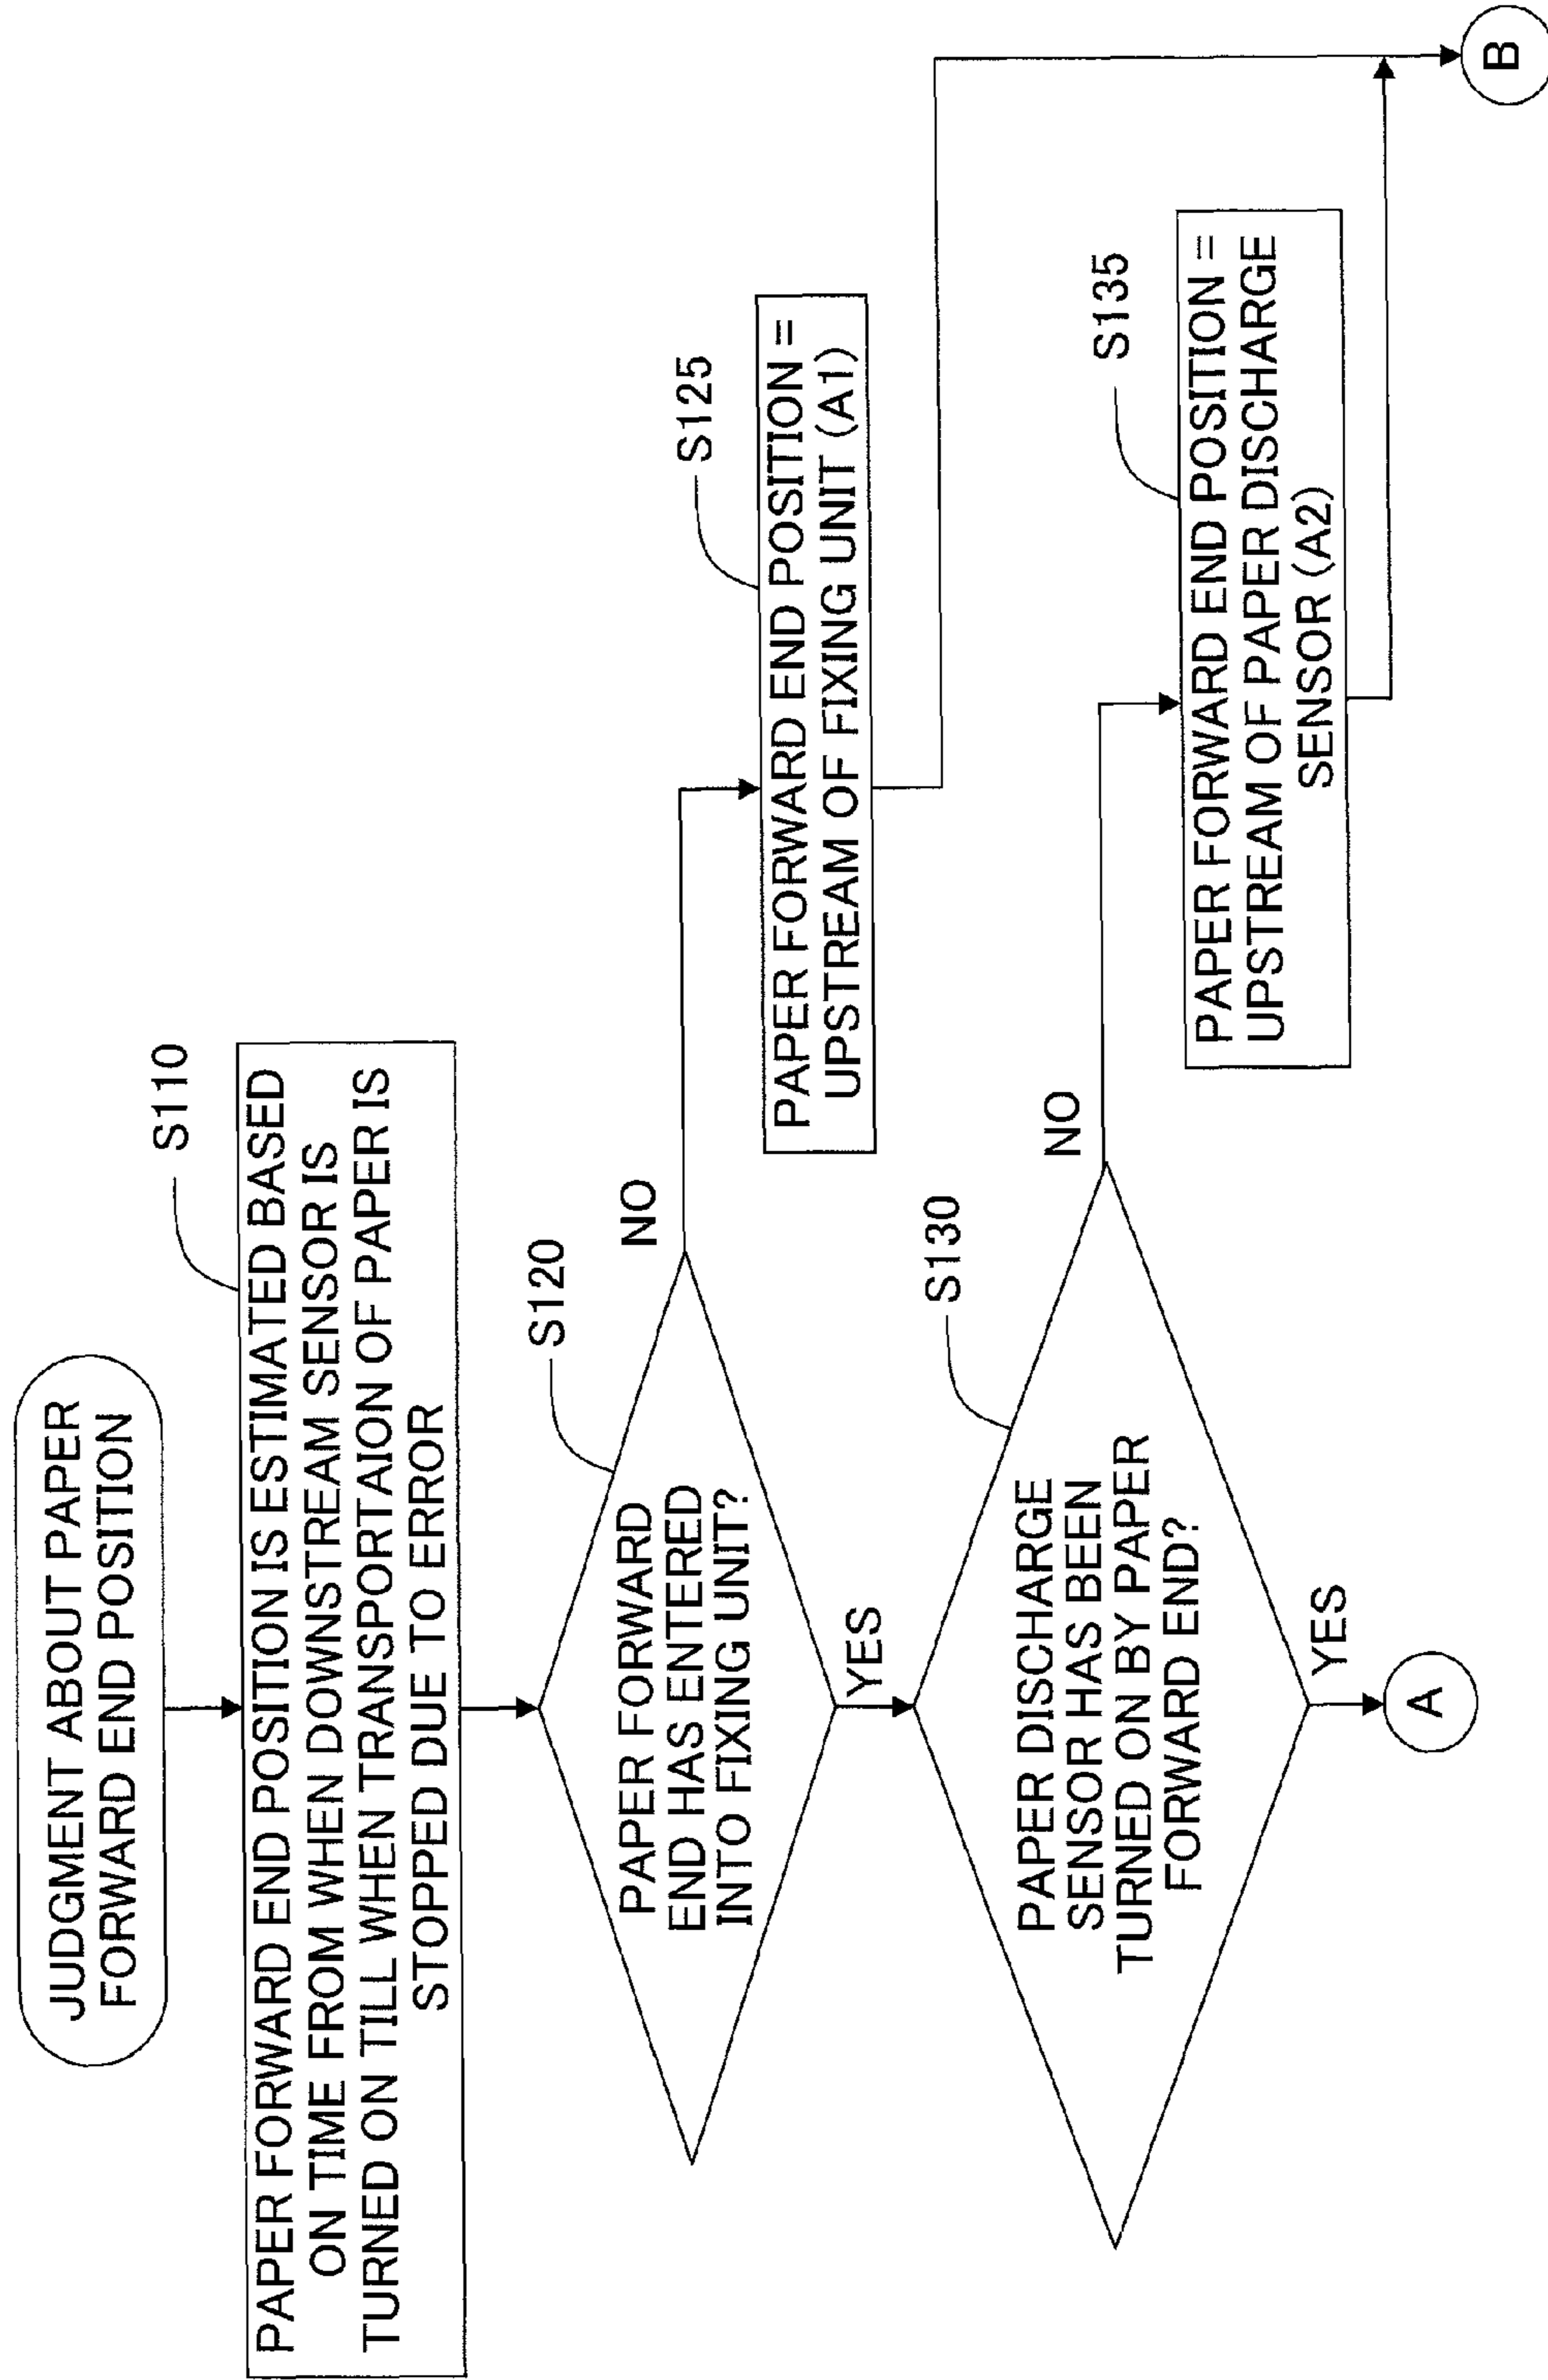 JUDGMENT ABOUT PAPER
FORWARD END POSITION
S110
PAPER FORWARD END POSITION IS ESTIMATED BASED
ON TIME FROM WHEN DOWNSTREAM SENSOR IS
TURNED ON TILL WHEN TRANSPORTAION OF PAPER IS
STOPPED DUE TO ERROR
S120
PAPER FORWARD
END HAS ENTERED
INTO FIXING UNIT?
NO
YES
S125
PAPER FORWARD END POSITION =
UPSTREAM OF FIXING UNIT (A1)
S130
PAPER DISCHARGE
SENSOR HAS BEEN
TURNED ON BY PAPER
FORWARD END?
NO
YES
S135
PAPER FORWARD END POSITION =
UPSTREAM OF PAPER DISCHARGE
SENSOR (A2)
A
B